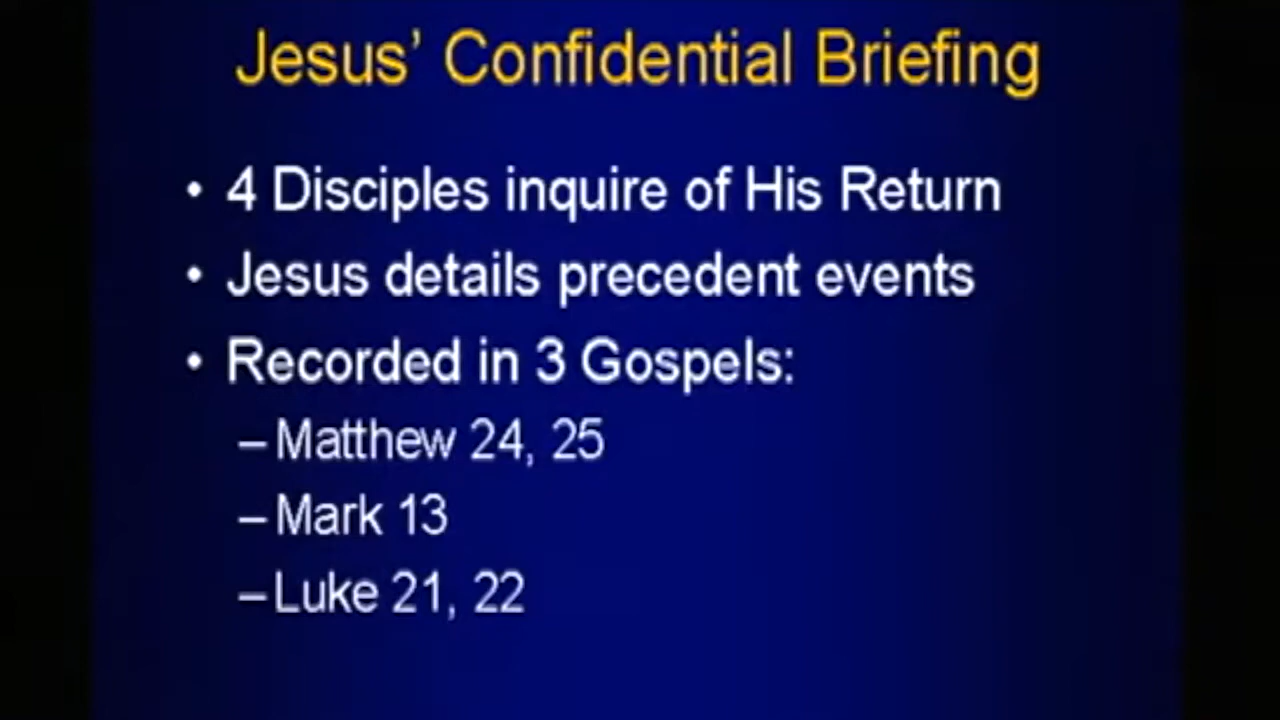 Jesus’ Confidential Briefing
• 4 Disciples inquire of His Return
• Jesus details precedent events
• Recorded in 3 Gospels:
– Matthew 24, 25
– Mark 13
– Luke 21, 22